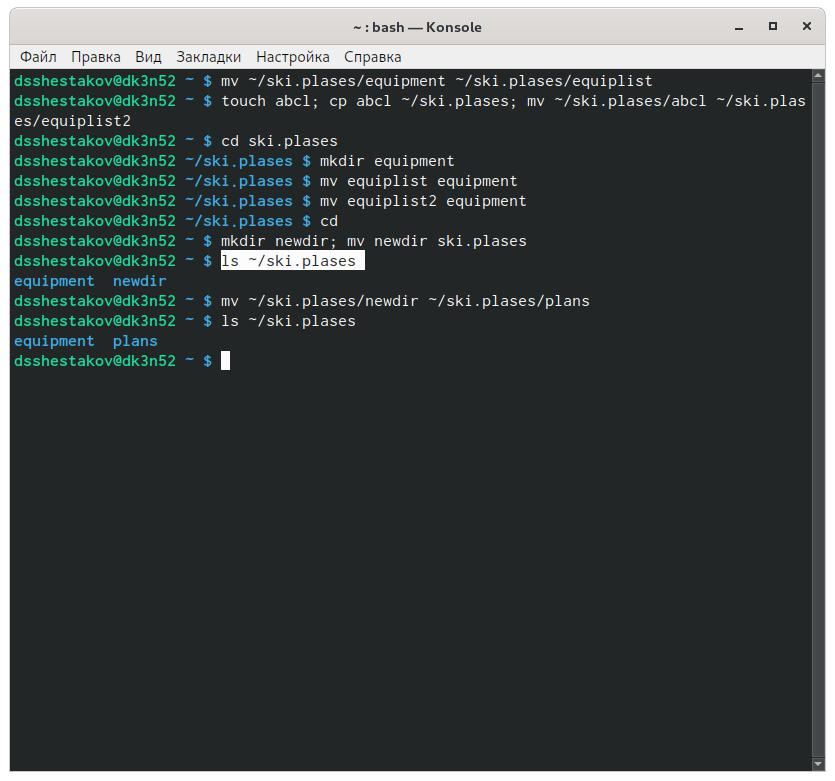 ~ : bash — Konsole
Файл Правка Вид Закладки Настройка Справка
dsshestakov@dk3n52 ~ $ mv ~/ski.plases/equipment ~/ski.plases/equiplist
dsshestakov@dk3n52 ~ $ touch abcl; cp abcl ~/ski.plases; mv ~/ski.plases/abcl ~/ski.plas
es/equiplist2
dsshestakov@dk3n52 ~ $ cd ski.plases
dsshestakov@dk3n52 ~/ski.plases $ mkdir equipment
dsshestakov@dk3n52 ~/ski.plases $ mv equiplist equipment
dsshestakov@dk3n52 ~/ski.plases $ mv equiplist2 equipment
dsshestakov@dk3n52 ~/ski.plases $ cd
dsshestakov@dk3n52 ~ $ mkdir newdir; mv newdir ski.plases
dsshestakov@dk3n52 ~ $ ls ~/ski.plases
equipment newdir
dsshestakov@dk3n52 ~ $ mv ~/ski.plases/newdir ~/ski.plases/plans
dsshestakov@dk3n52 ~ $ ls ~/ski.plases
equipment plans
dsshestakov@dk3n52 ~ $